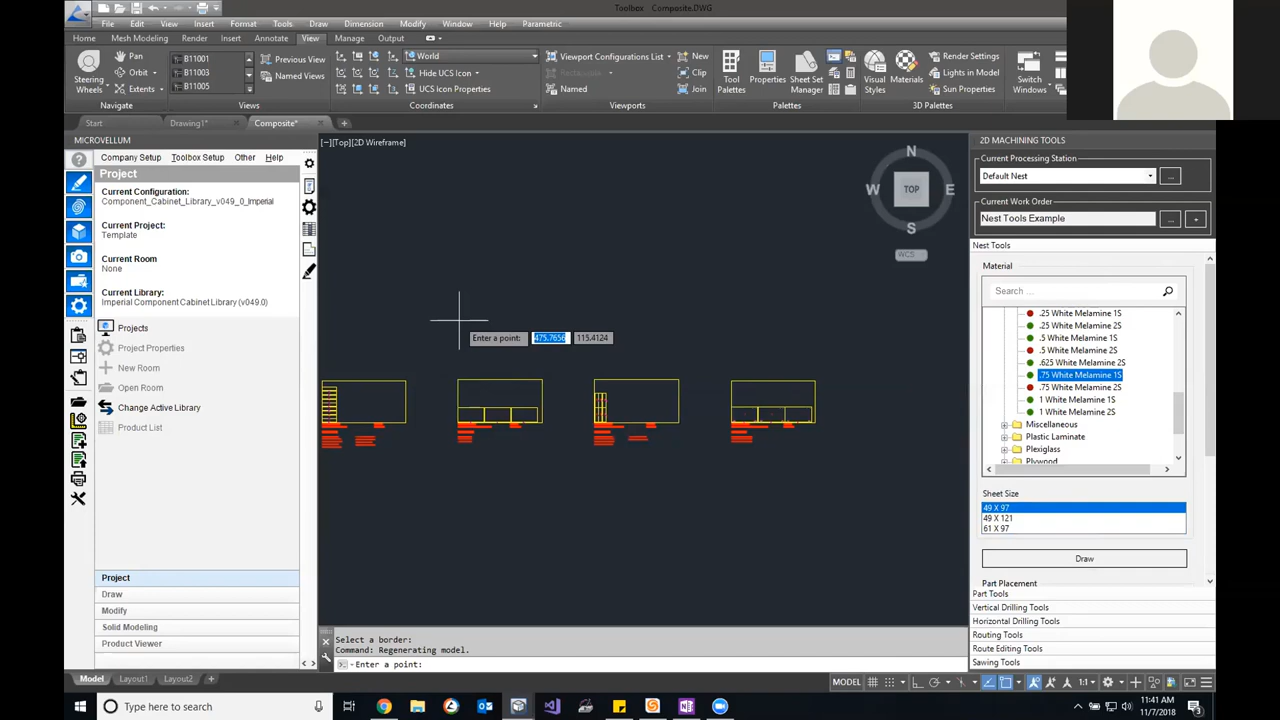 Toolbox Composite.DWG
File Edit View Insert Format Tools Draw Dimension Modify Window Help Parametric
Home Mesh Modeling Render Insert Annotate View Manage Output
Pan
Orbit
Extents
Steering Wheels
B11001
B11003
B11005
Previous View
Named Views
World
Hide UCS Icon
UCS Icon Properties
Viewport Configurations List
Named
New
Clip
Join
Tool Palettes
Properties
Sheet Set Manager
Visual Styles
Materials
Render Settings
Lights in Model
Sun Properties
Switch Windows
Navigate Views Coordinates Viewports Palettes 3D Palettes
Start Drawing1* Composite*
MICROVELLUM
Company Setup Toolbox Setup Other Help
Project
Current Configuration:
Component_Cabinet_Library_v049_0_Imperial
Current Project:
Template
Current Room
None
Current Library:
Imperial Component Cabinet Library (v049.0)
Projects
Project Properties
New Room
Open Room
Change Active Library
Product List
Project
Draw
Modify
Solid Modeling
Product Viewer
[−][Top][2D Wireframe]
N
W TOP E
S
WCS
Enter a point: 475.7656 115.4124
Select a border:
Command: Regenerating model.
Enter a point:
2D MACHINING TOOLS
Current Processing Station
Default Nest ...
Current Work Order
Nest Tools Example ... +
Nest Tools
Material
Search ...
.25 White Melamine 1S
.25 White Melamine 2S
.5 White Melamine 1S
.5 White Melamine 2S
.625 White Melamine 2S
.75 White Melamine 1S
.75 White Melamine 2S
1 White Melamine 1S
1 White Melamine 2S
Miscellaneous
Plastic Laminate
Plexiglass
Plywood
Sheet Size
49 X 97
49 X 121
61 X 97
Draw
Part Placement
Part Tools
Vertical Drilling Tools
Horizontal Drilling Tools
Routing Tools
Route Editing Tools
Sawing Tools
Model Layout1 Layout2 +
MODEL 1:1
Type here to search
11:41 AM
11/7/2018